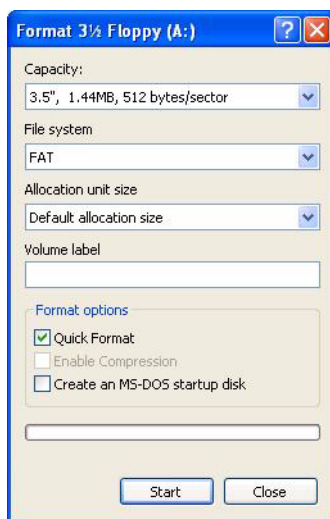 Format 3½ Floppy (A:)
Capacity:
3.5", 1.44MB, 512 bytes/sector
File system
FAT
Allocation unit size
Default allocation size
Volume label
Format options
Quick Format
Enable Compression
Create an MS-DOS startup disk
Start Close